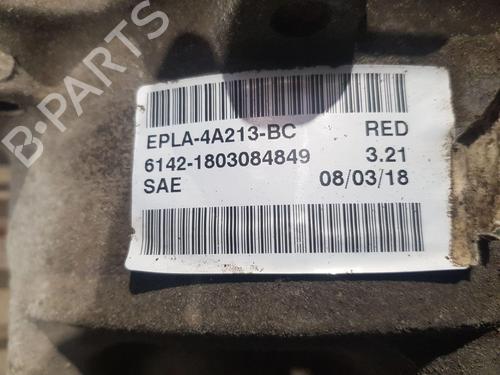 B-PARTS
EPLA-4A213-BC RED
6142-1803084849 3.21
SAE 08/03/18